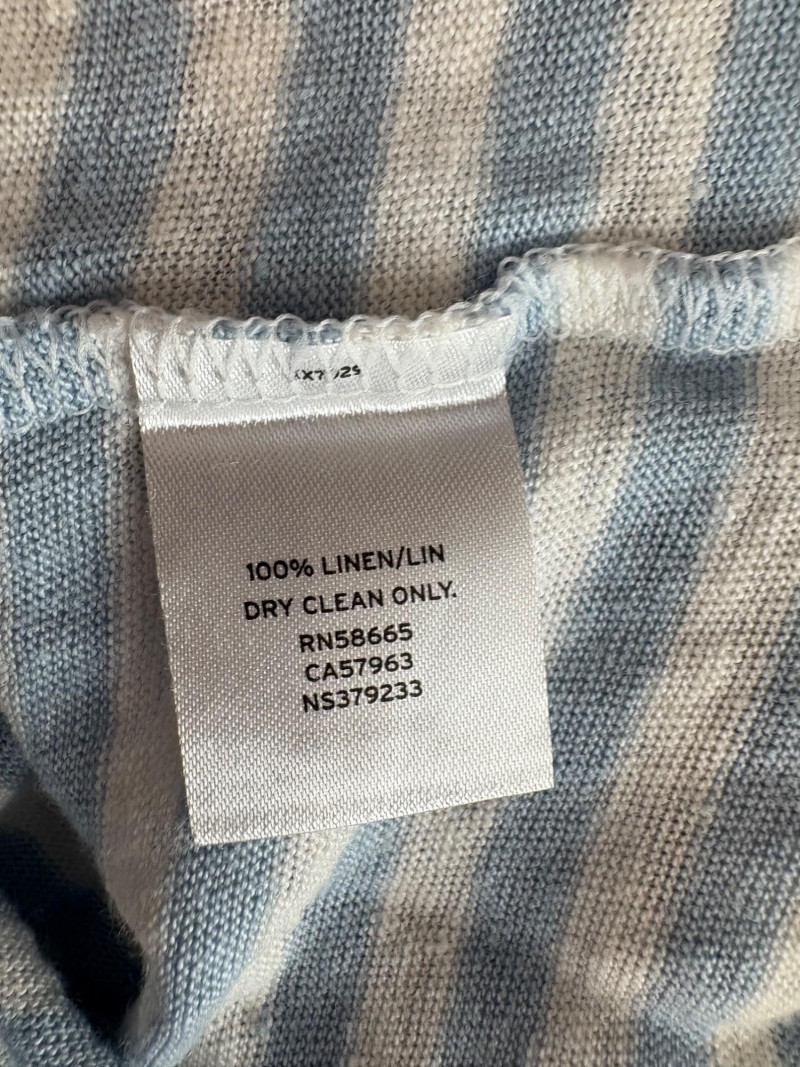 100% LINEN/LIN
DRY CLEAN ONLY.
RN58665
CA57963
NS379233